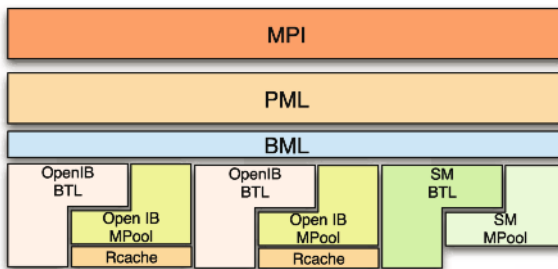 MPI
PML
BML
OpenIB
BTL
Open IB
MPool
Rcache
OpenIB
BTL
Open IB
MPool
Rcache
SM
BTL
SM
MPool